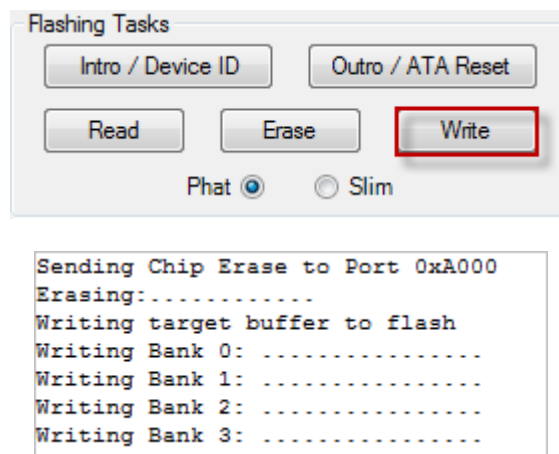 Flashing Tasks
Intro / Device ID Outro / ATA Reset
Read Erase Write
Phat Slim
Sending Chip Erase to Port 0xA000
Erasing:............
Writing target buffer to flash
Writing Bank 0: ................
Writing Bank 1: ................
Writing Bank 2: ................
Writing Bank 3: ................